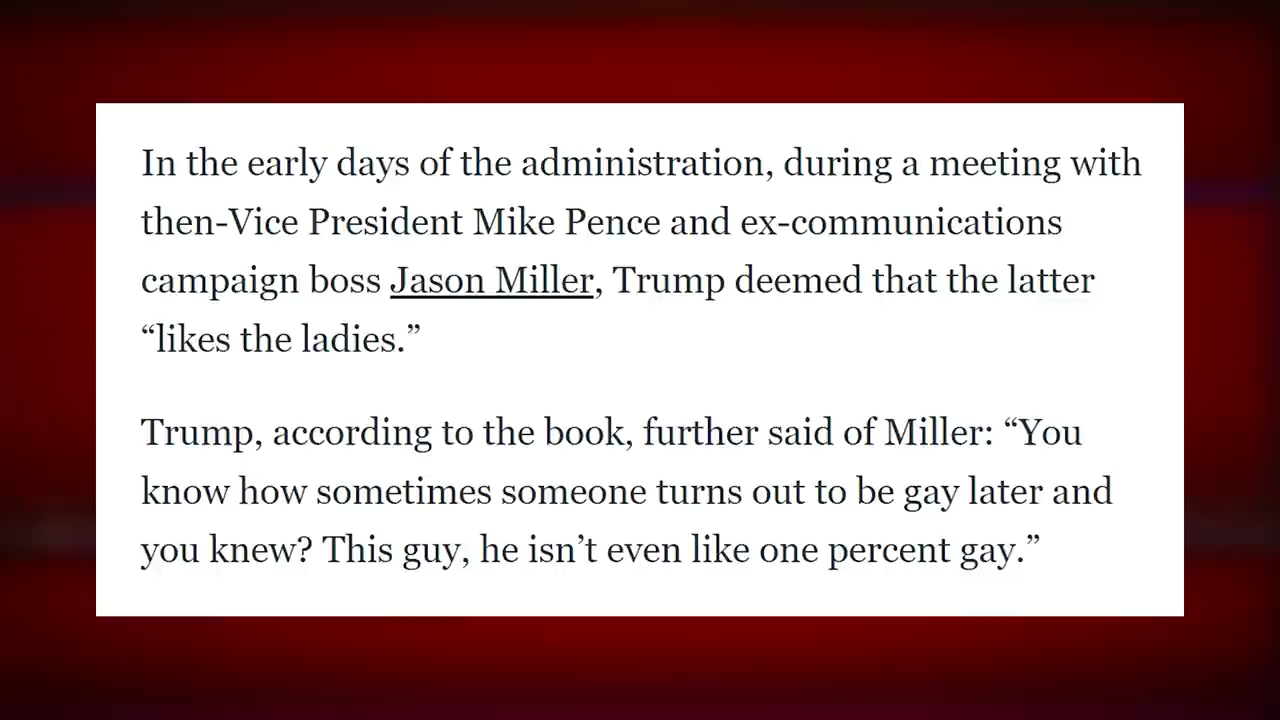 In the early days of the administration, during a meeting with
then-Vice President Mike Pence and ex-communications
campaign boss Jason Miller, Trump deemed that the latter
“likes the ladies.”
Trump, according to the book, further said of Miller: “You
know how sometimes someone turns out to be gay later and
you knew? This guy, he isn’t even like one percent gay.”